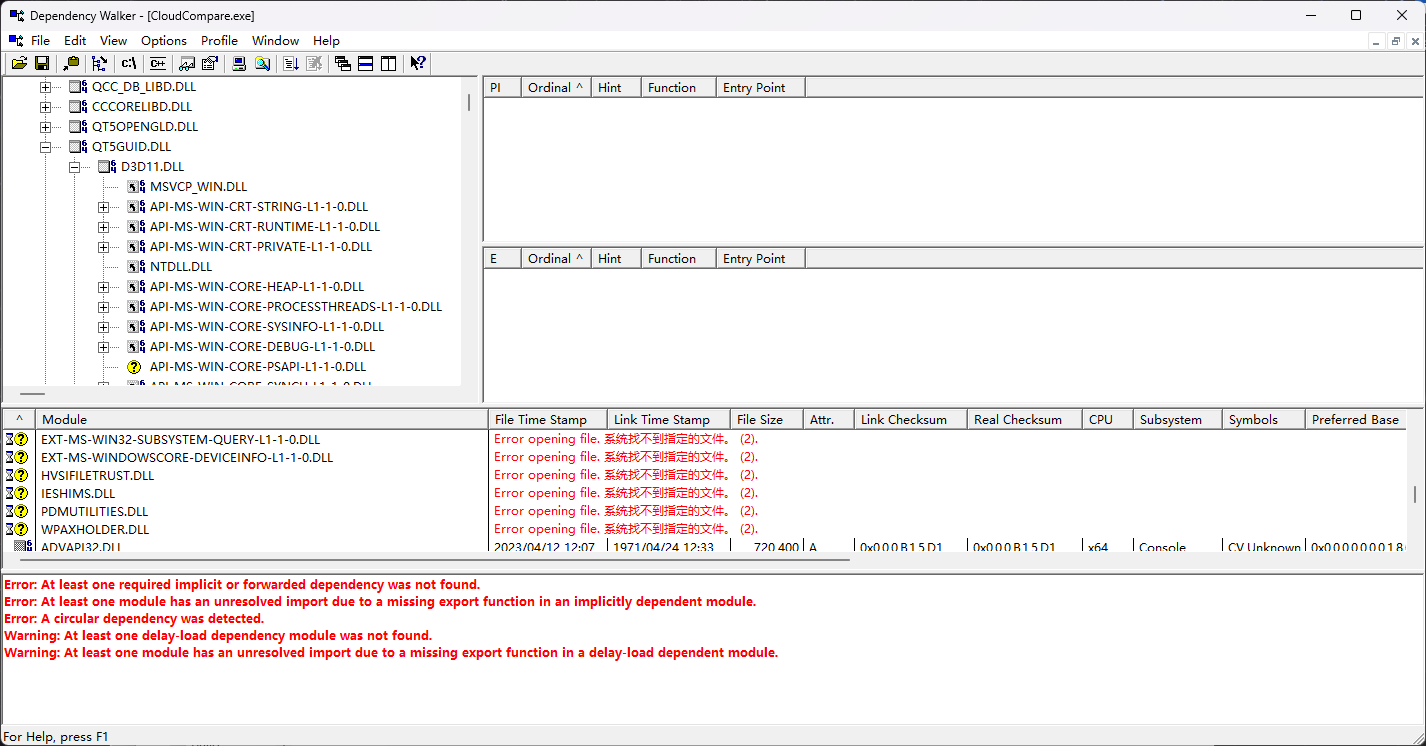 Dependency Walker - [CloudCompare.exe]
File Edit View Options Profile Window Help
C:\ C++
QCC_DB_LIBD.DLL
CCCORELIBD.DLL
QT5OPENGLD.DLL
QT5GUID.DLL
D3D11.DLL
MSVCP_WIN.DLL
API-MS-WIN-CRT-STRING-L1-1-0.DLL
API-MS-WIN-CRT-RUNTIME-L1-1-0.DLL
API-MS-WIN-CRT-PRIVATE-L1-1-0.DLL
NTDLL.DLL
API-MS-WIN-CORE-HEAP-L1-1-0.DLL
API-MS-WIN-CORE-PROCESSTHREADS-L1-1-0.DLL
API-MS-WIN-CORE-SYSINFO-L1-1-0.DLL
API-MS-WIN-CORE-DEBUG-L1-1-0.DLL
API-MS-WIN-CORE-PSAPI-L1-1-0.DLL
API-MS-WIN-CORE-SYNCH-L1-1-0.DLL
PI Ordinal ^ Hint Function Entry Point
E Ordinal ^ Hint Function Entry Point
^ Module File Time Stamp Link Time Stamp File Size Attr. Link Checksum Real Checksum CPU Subsystem Symbols Preferred Base
EXT-MS-WIN32-SUBSYSTEM-QUERY-L1-1-0.DLL Error opening file. 系统找不到指定的文件。 (2).
EXT-MS-WINDOWSCORE-DEVICEINFO-L1-1-0.DLL Error opening file. 系统找不到指定的文件。 (2).
HVSIFILETRUST.DLL Error opening file. 系统找不到指定的文件。 (2).
IESHIMS.DLL Error opening file. 系统找不到指定的文件。 (2).
PDMUTILITIES.DLL Error opening file. 系统找不到指定的文件。 (2).
WPAXHOLDER.DLL Error opening file. 系统找不到指定的文件。 (2).
ADVAPI32.DLL 2023/04/12 12:07 1971/04/24 12:33 720,400 A 0x000B15D1 0x000B15D1 x64 Console CV,Unknown
Error: At least one required implicit or forwarded dependency was not found.
Error: At least one module has an unresolved import due to a missing export function in an implicitly dependent module.
Error: A circular dependency was detected.
Warning: At least one delay-load dependency module was not found.
Warning: At least one module has an unresolved import due to a missing export function in a delay-load dependent module.
For Help, press F1